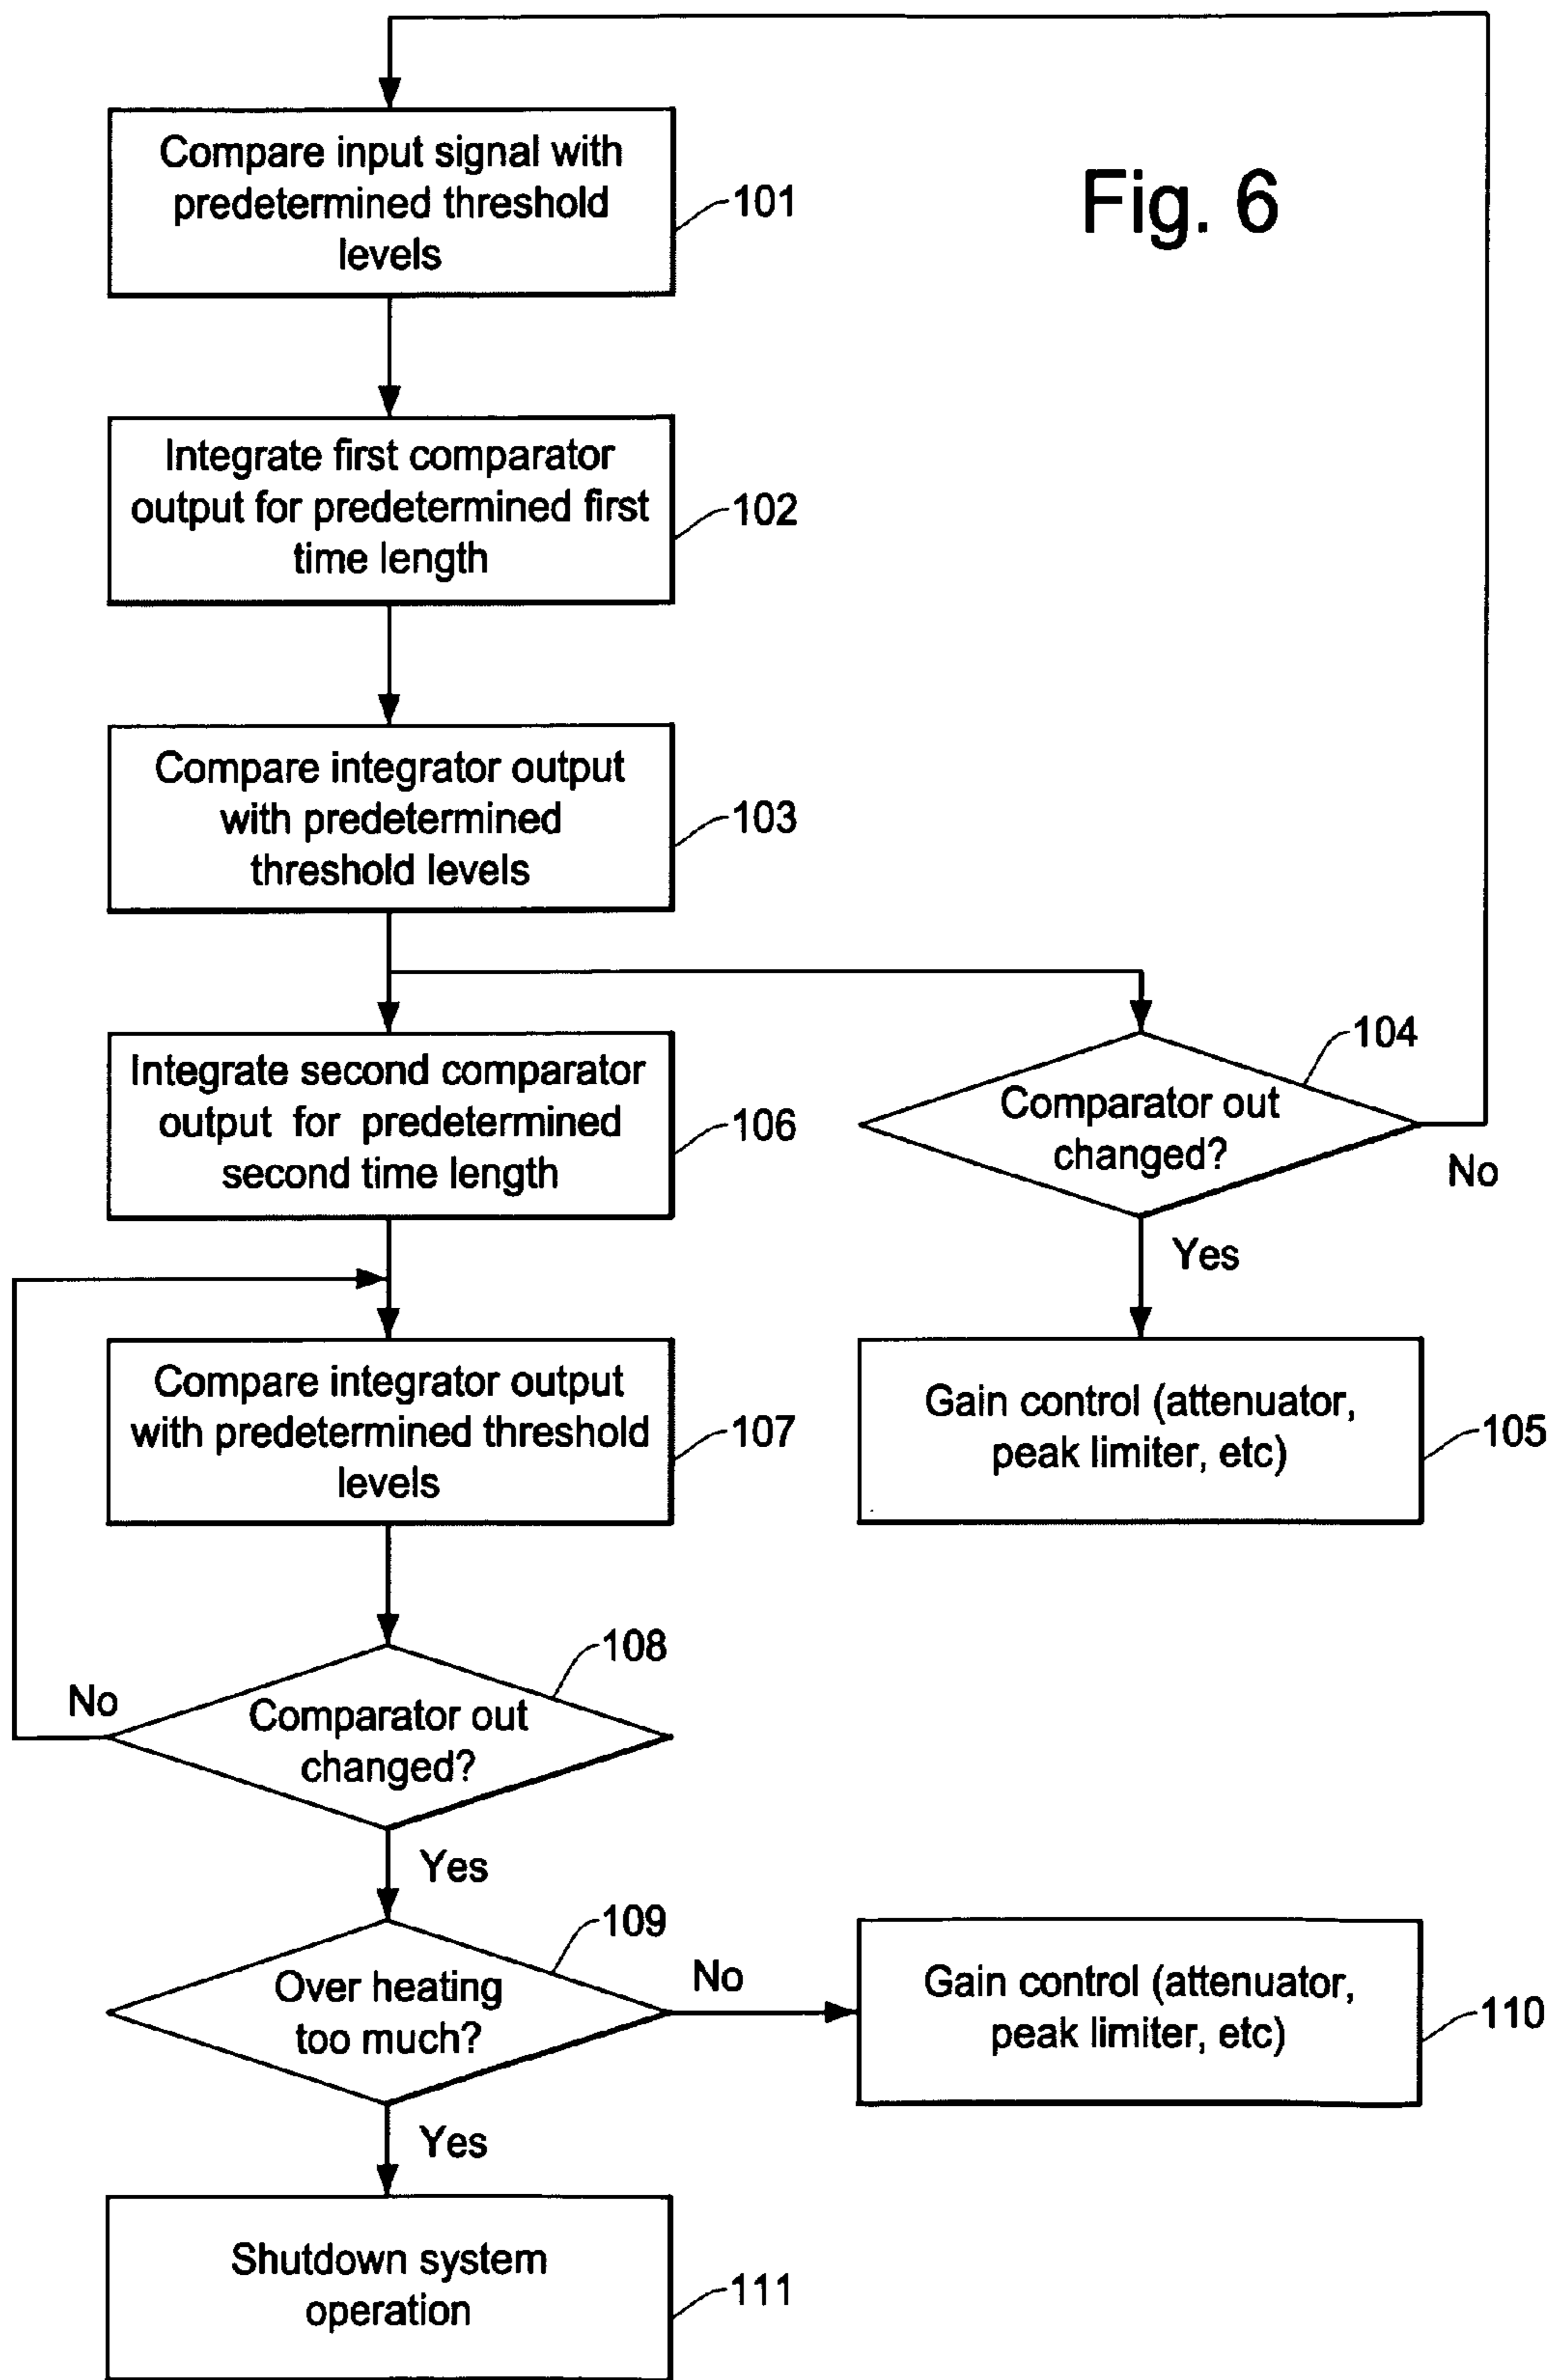 Fig. 6
Compare input signal with
predetermined threshold
levels
101
Integrate first comparator
output for predetermined first
time length
102
Compare integrator output
with predetermined
threshold levels
103
Integrate second comparator
output for predetermined
second time length
106
Comparator out
changed?
104
No
Yes
Gain control (attenuator,
peak limiter, etc)
105
Compare integrator output
with predetermined threshold
levels
107
Comparator out
changed?
108
No
Yes
Over heating
too much?
109
No
Gain control (attenuator,
peak limiter, etc)
110
Yes
Shutdown system
operation
111